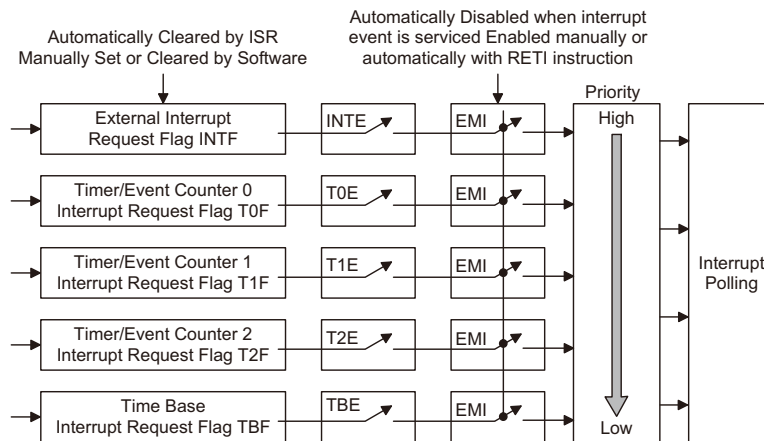 Automatically Cleared by ISR
Manually Set or Cleared by Software
Automatically Disabled when interrupt
event is serviced Enabled manually or
automatically with RETI instruction
Priority
External Interrupt
Request Flag INTF
INTE
EMI
High
Timer/Event Counter 0
Interrupt Request Flag T0F
T0E
EMI
Timer/Event Counter 1
Interrupt Request Flag T1F
T1E
EMI
Interrupt
Polling
Timer/Event Counter 2
Interrupt Request Flag T2F
T2E
EMI
Time Base
Interrupt Request Flag TBF
TBE
EMI
Low